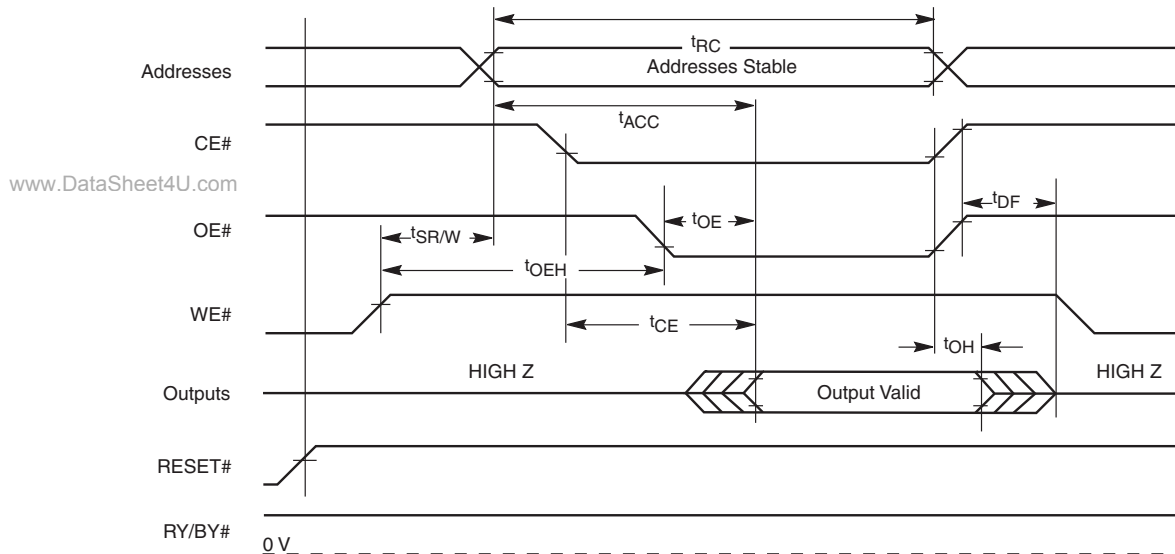 tRC
Addresses
Addresses Stable
tACC
CE#
www.DataSheet4U.com
tDF
tOE
OE#
tSR/W
tOEH
WE#
tCE
tOH
HIGH Z
HIGH Z
Outputs
Output Valid
RESET#
RY/BY#
0 V